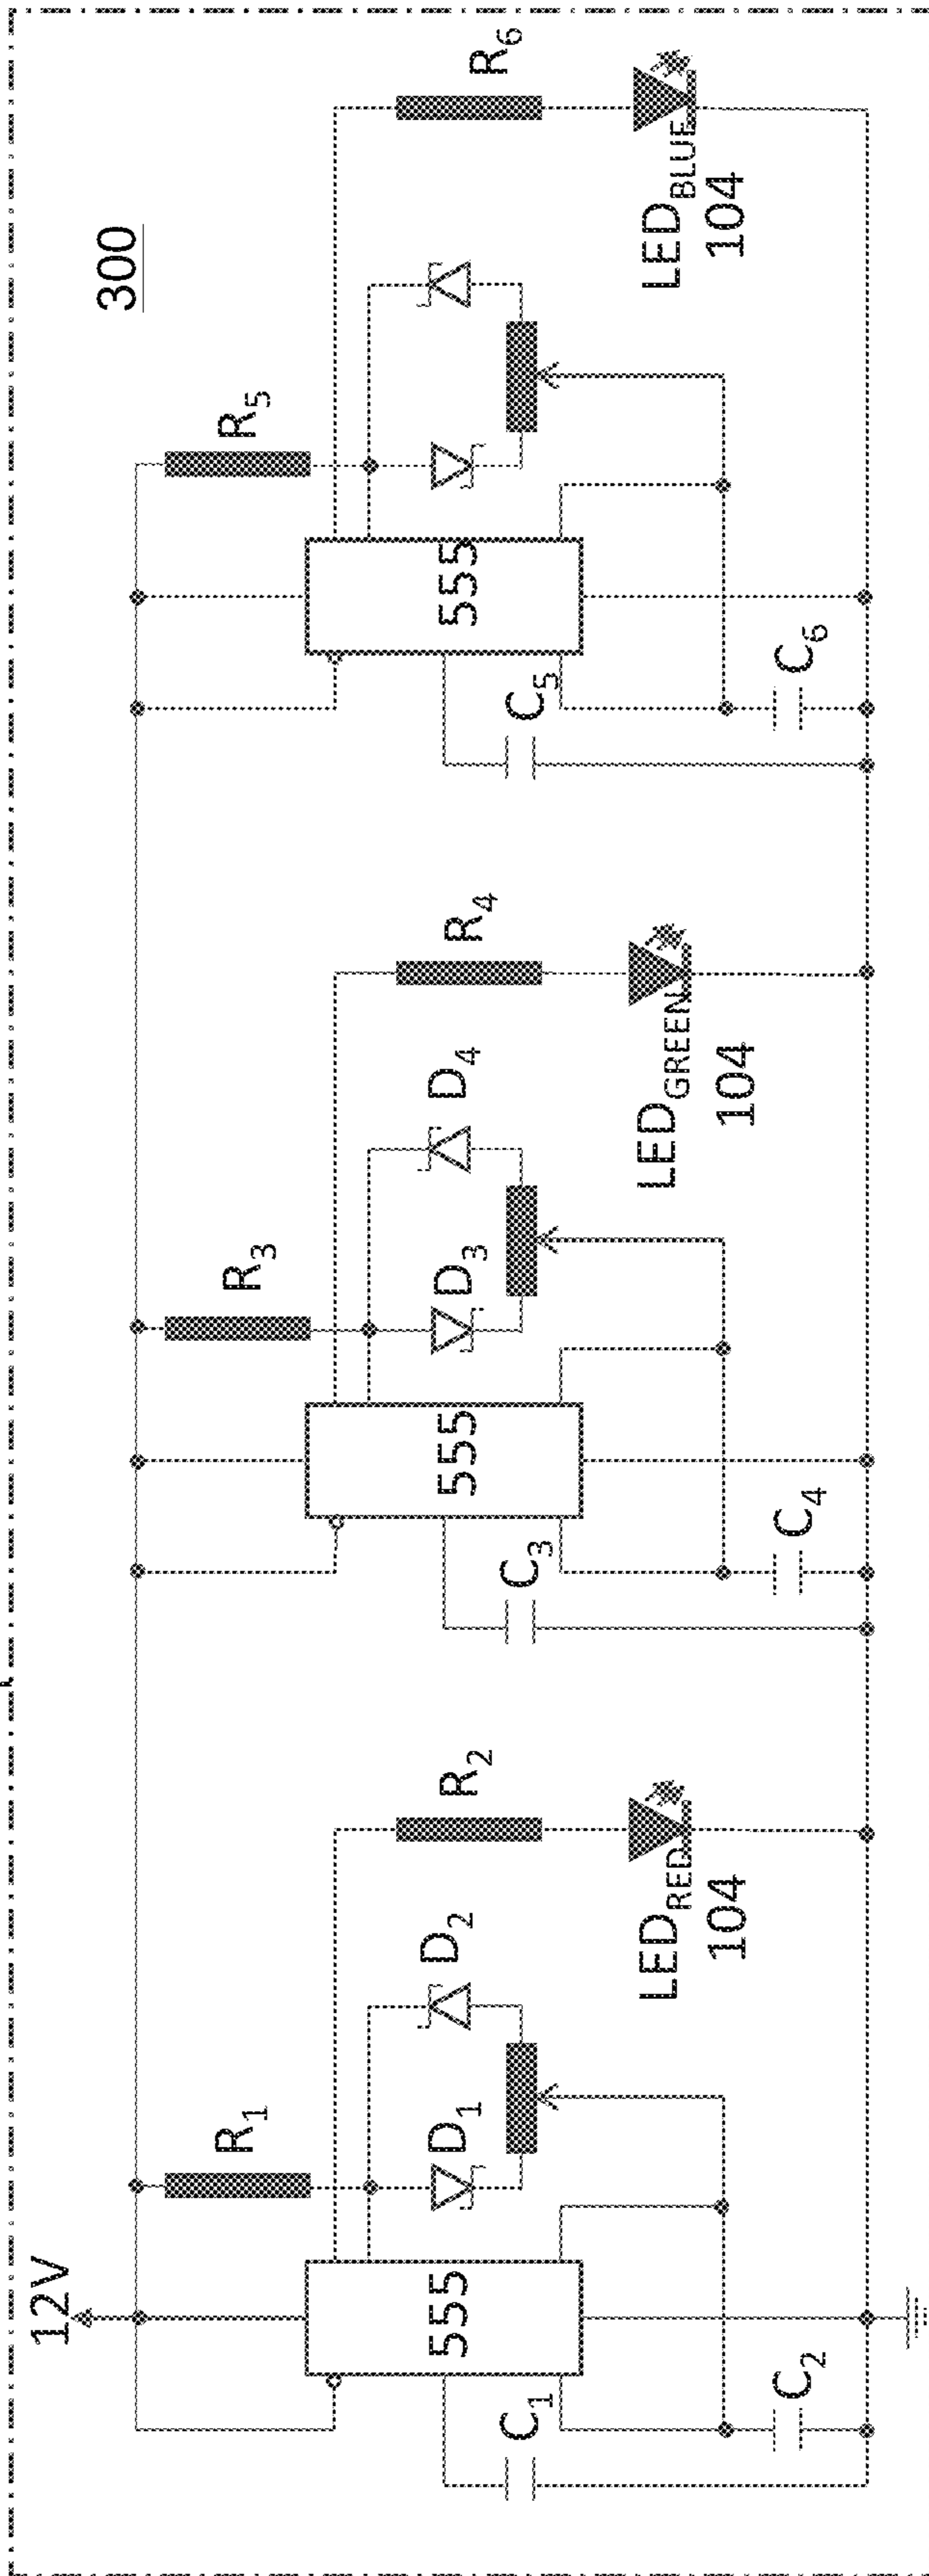 12V
300
R1
R3
R5
D1
D2
R2
D3
D4
R4
R6
555
555
555
C1
C3
C5
LEDRED
104
LEDGREEN
104
LEDBLUE
104
C2
C4
C6